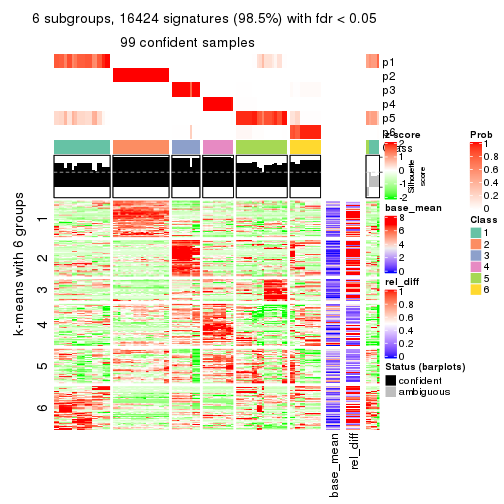 6 subgroups, 16424 signatures (98.5%) with fdr < 0.05
99 confident samples
p1
p2
p3
p4
p5
p6
Class
Silhouette
score
k-means with 6 groups
1
2
3
4
5
6
base_mean
rel_diff
z-score
2
1
0
-1
-2
base_mean
8
6
4
2
0
rel_diff
1
0.8
0.6
0.4
0.2
0
Status (barplots)
confident
ambiguous
Prob
1
0.8
0.6
0.4
0.2
0
Class
1
2
3
4
5
6